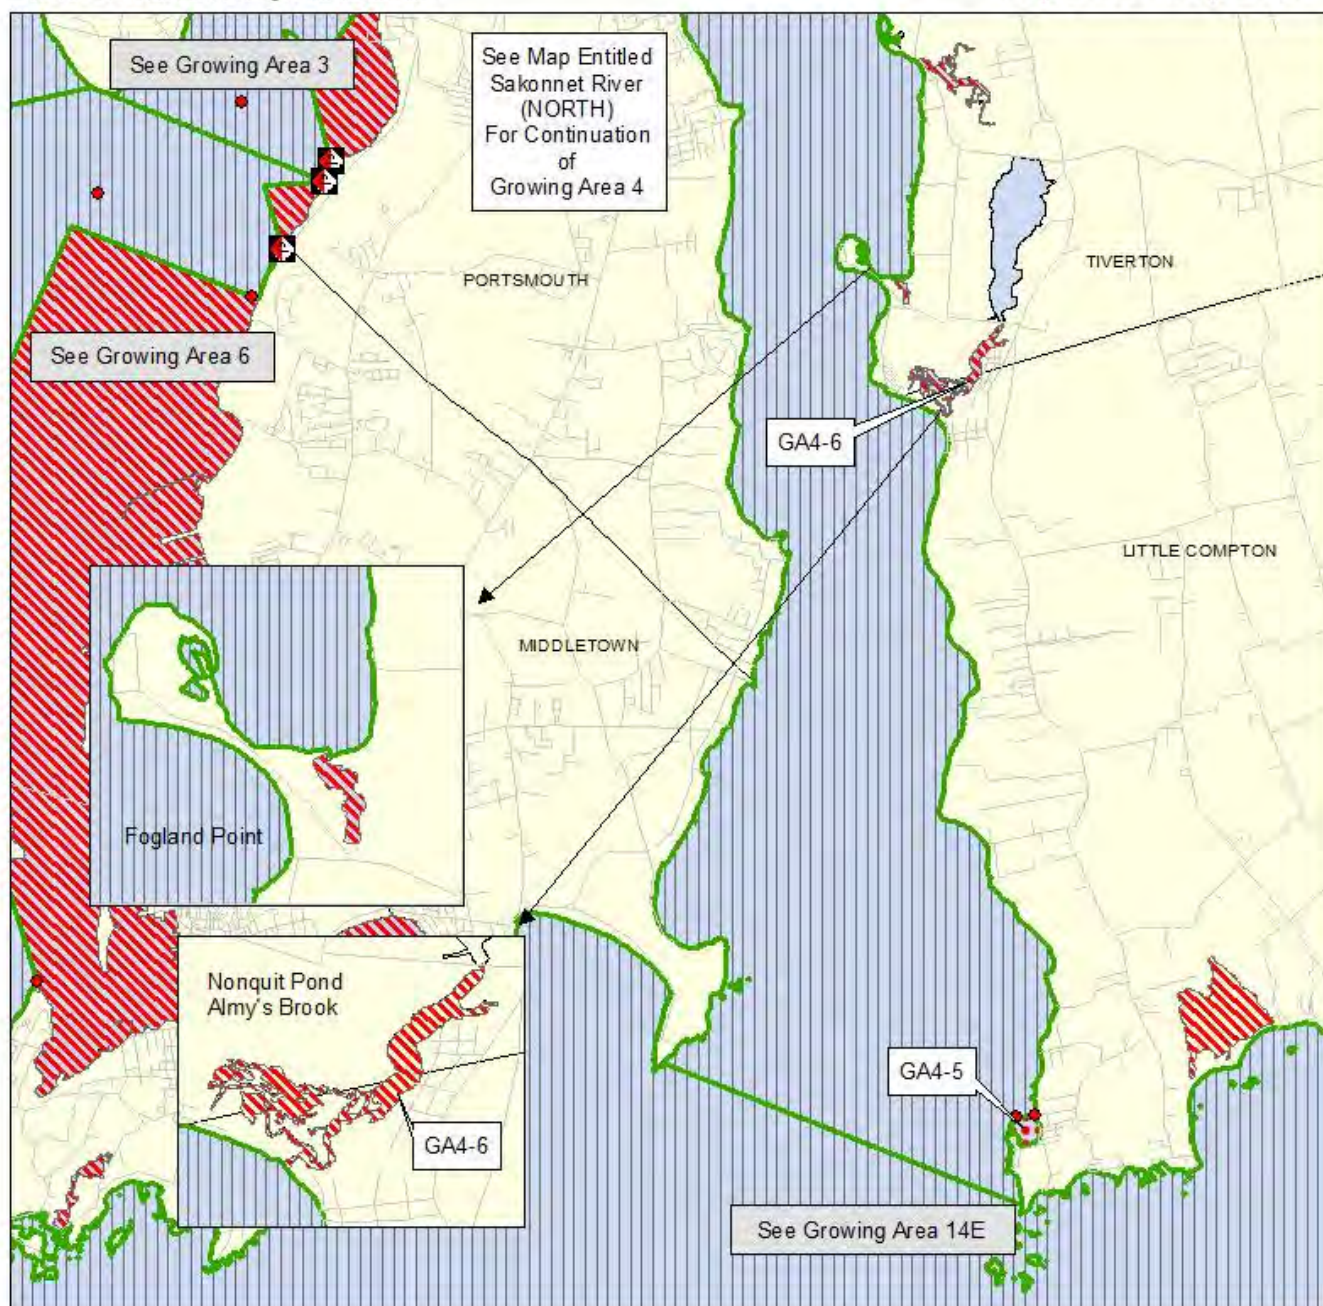 See Growing Area 3
See Map Entitled
Sakonnet River
(NORTH)
For Continuation
of
Growing Area 4
PORTSMOUTH
TIVERTON
See Growing Area 6
GA4-6
LITTLE COMPTON
MIDDLETOWN
Fogland Point
Nonquit Pond
Almy's Brook
GA4-6
GA4-5
See Growing Area 14E